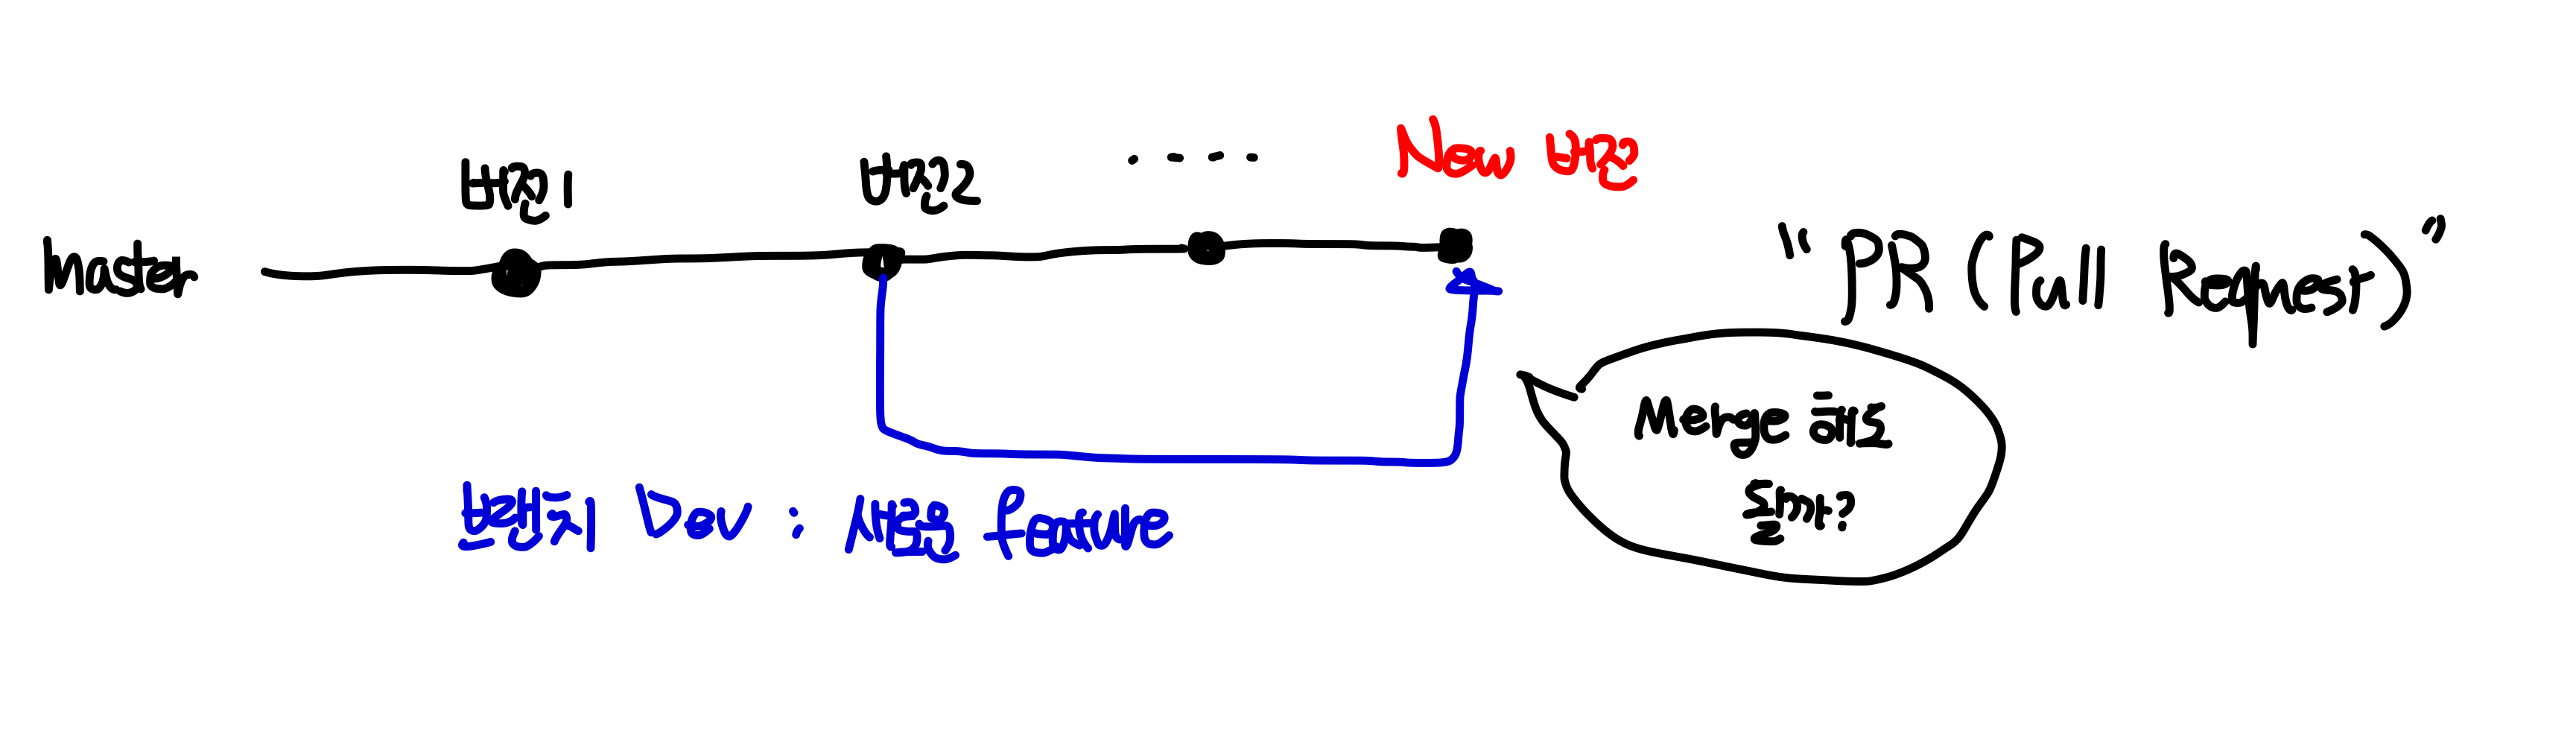 버전1
버전2
....
New 버전
master
"PR (Pull Request)"
Merge 해도
될까?
브랜치 Dev : 새로운 feature